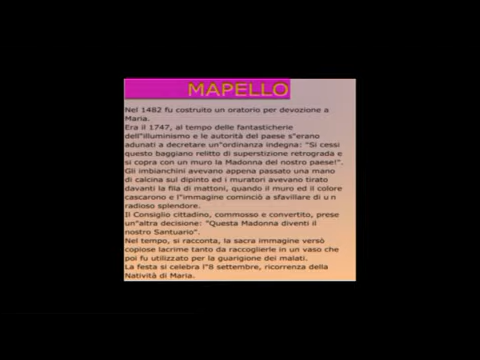 MAPELLO
Nel 1482 fu costruito un oratorio per devozione a
Maria.
Era il 1747, al tempo delle fantasticherie
dell"illuminismo e le autorità del paese s"erano
adunati a decretare un"ordinanza indegna: "Si cessi
questo baggiano relitto di superstizione retrograda e
si copra con un muro la Madonna del nostro paese!".
Gli imbianchini avevano appena passato una mano
di calcina sul dipinto ed i muratori avevano tirato
davanti la fila di mattoni, quando il muro ed il colore
cascarono e l"immagine cominciò a sfavillare di u n
radioso splendore.
Il Consiglio cittadino, commosso e convertito, prese
un"altra decisione: "Questa Madonna diventi il
nostro Santuario".
Nel tempo, si racconta, la sacra immagine versò
copiose lacrime tanto da raccoglierle in un vaso che
poi fu utilizzato per la guarigione dei malati.
La festa si celebra l"8 settembre, ricorrenza della
Natività di Maria.